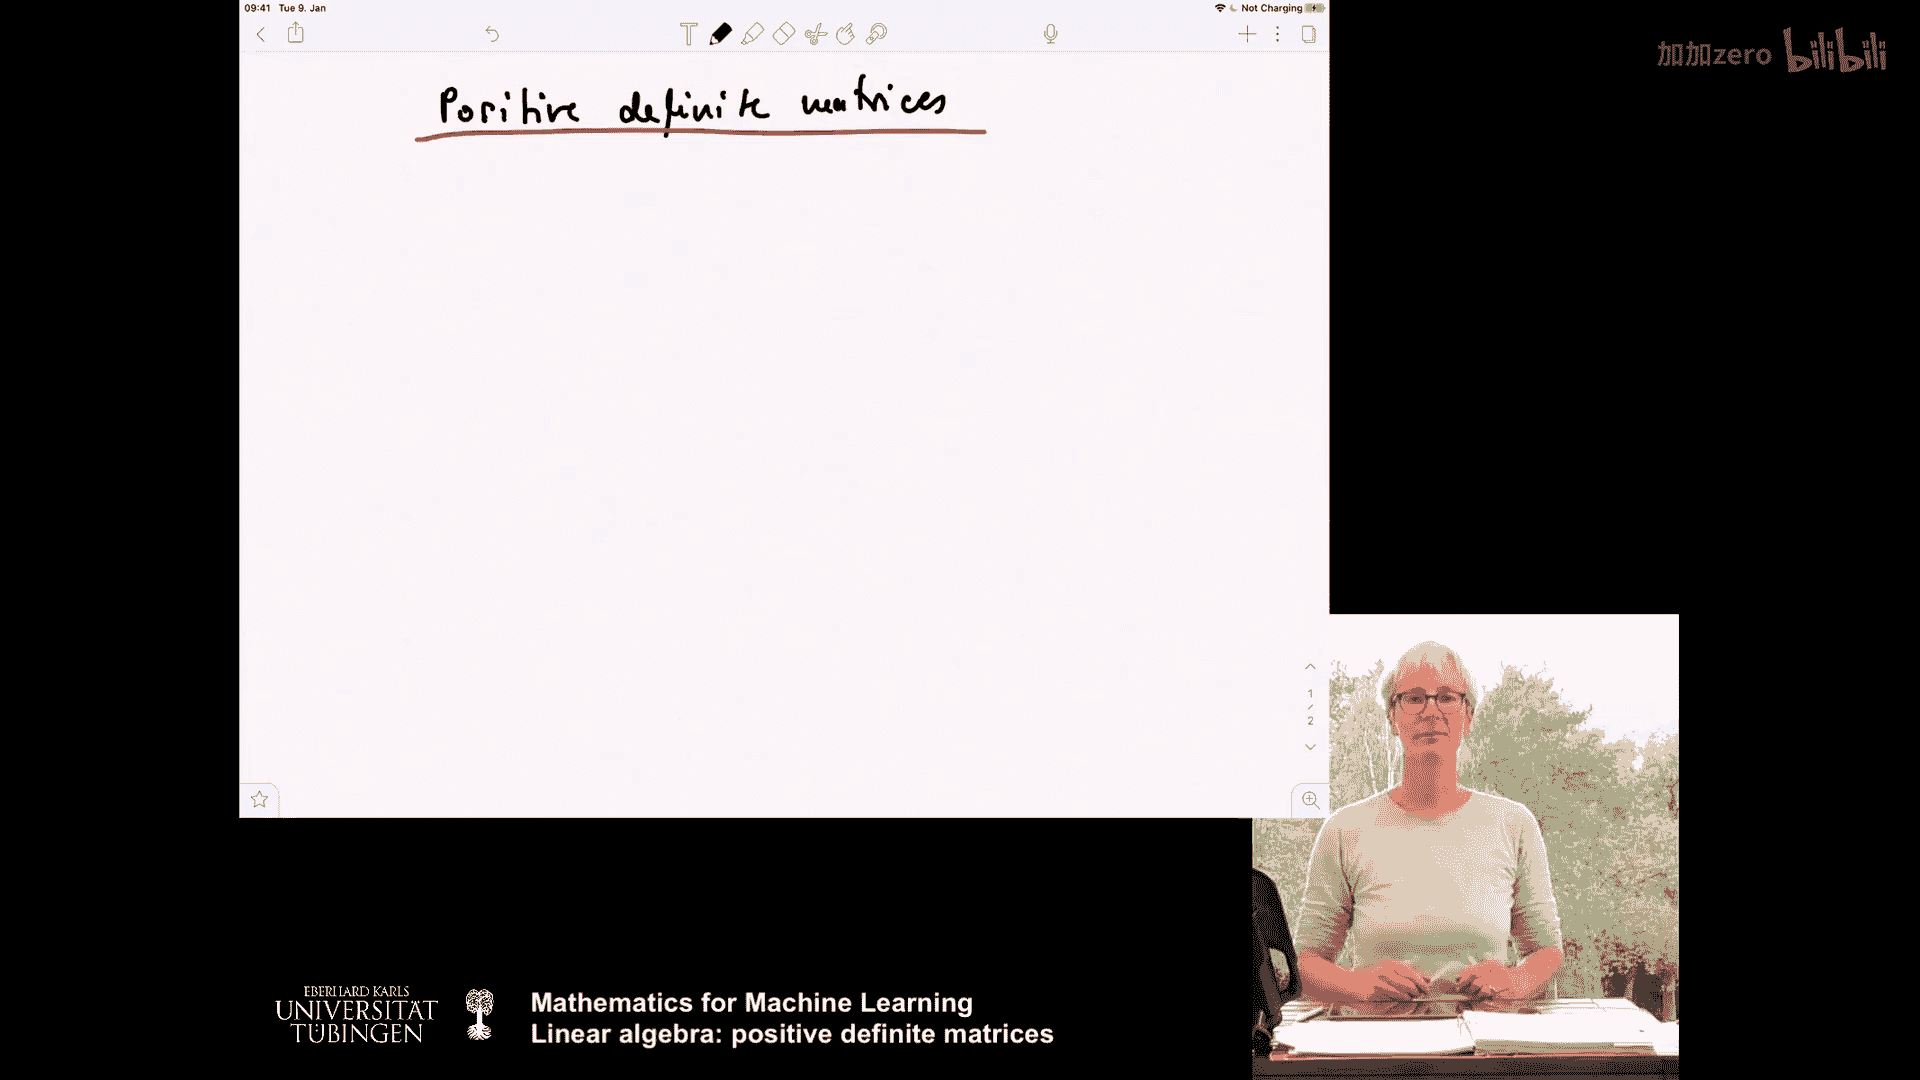 09:41 Tue 9. Jan
Not Charging
加加zero bilibili
T
Positive definite matrices
1
/
2
EBERHARD KARLS
UNIVERSITÄT
TÜBINGEN
Mathematics for Machine Learning
Linear algebra: positive definite matrices